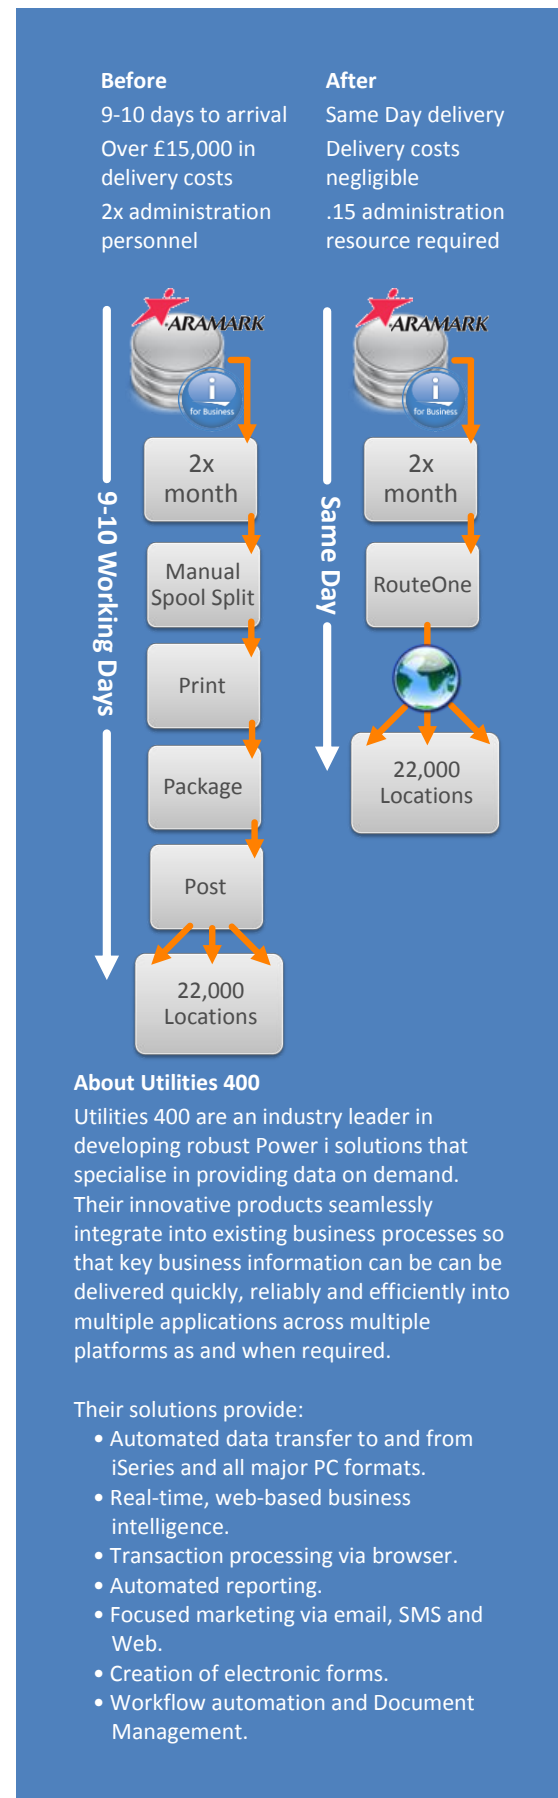 Before
9-10 days to arrival
Over £15,000 in
delivery costs
2x administration
personnel
After
Same Day delivery
Delivery costs
negligible
.15 administration
resource required
9-10 Working Days
ARAMARK
i
for Business
2x
month
Manual
Spool Split
Print
Package
Post
22,000
Locations
Same Day
ARAMARK
i
for Business
2x
month
RouteOne
22,000
Locations
About Utilities 400
Utilities 400 are an industry leader in
developing robust Power i solutions that
specialise in providing data on demand.
Their innovative products seamlessly
integrate into existing business processes so
that key business information can be can be
delivered quickly, reliably and efficiently into
multiple applications across multiple
platforms as and when required.
Their solutions provide:
• Automated data transfer to and from
iSeries and all major PC formats.
• Real-time, web-based business
intelligence.
• Transaction processing via browser.
• Automated reporting.
• Focused marketing via email, SMS and
Web.
• Creation of electronic forms.
• Workflow automation and Document
Management.